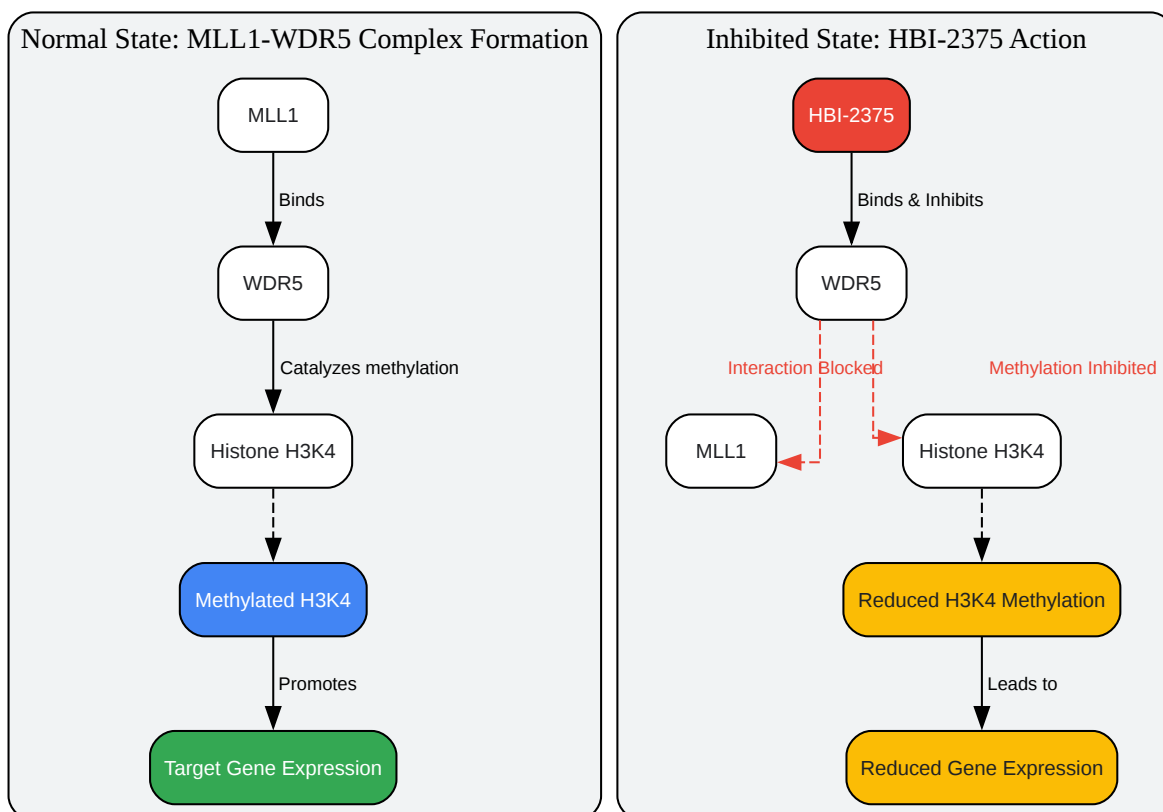 Normal State: MLL1-WDR5 Complex Formation
MLL1
Binds
WDR5
Catalyzes methylation
Histone H3K4
Methylated H3K4
Promotes
Target Gene Expression
Inhibited State: HBI-2375 Action
HBI-2375
Binds & Inhibits
WDR5
Interaction Blocked
Methylation Inhibited
MLL1
Histone H3K4
Reduced H3K4 Methylation
Leads to
Reduced Gene Expression